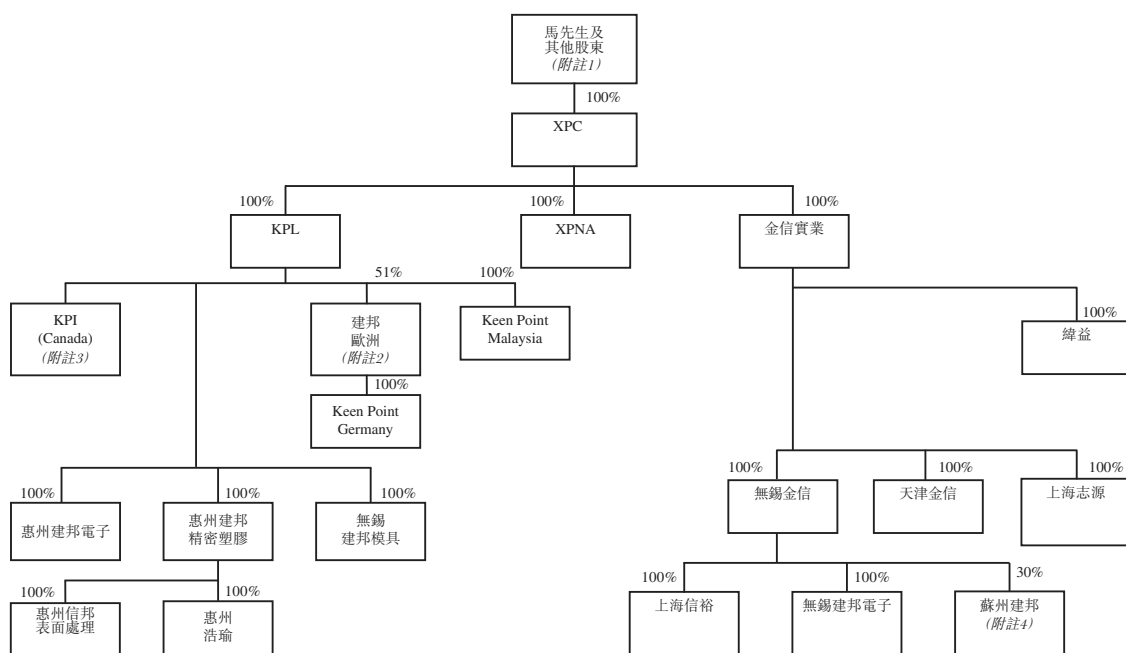 馬先生及
其他股東
(附註1)
100%
XPC
100%
100%
100%
KPL
XPNA
金信實業
51%
100%
KPI
(Canada)
(附註3)
建邦
歐洲
(附註2)
Keen Point
Malaysia
100%
緯益
100%
Keen Point
Germany
100%
100%
100%
100%
100%
100%
惠州建邦電子
惠州建邦
精密塑膠
無錫
建邦模具
無錫金信
天津金信
上海志源
100%
100%
100%
100%
30%
惠州信邦
表面處理
惠州
浩瑜
上海信裕
無錫建邦電子
蘇州建邦
(附註4)